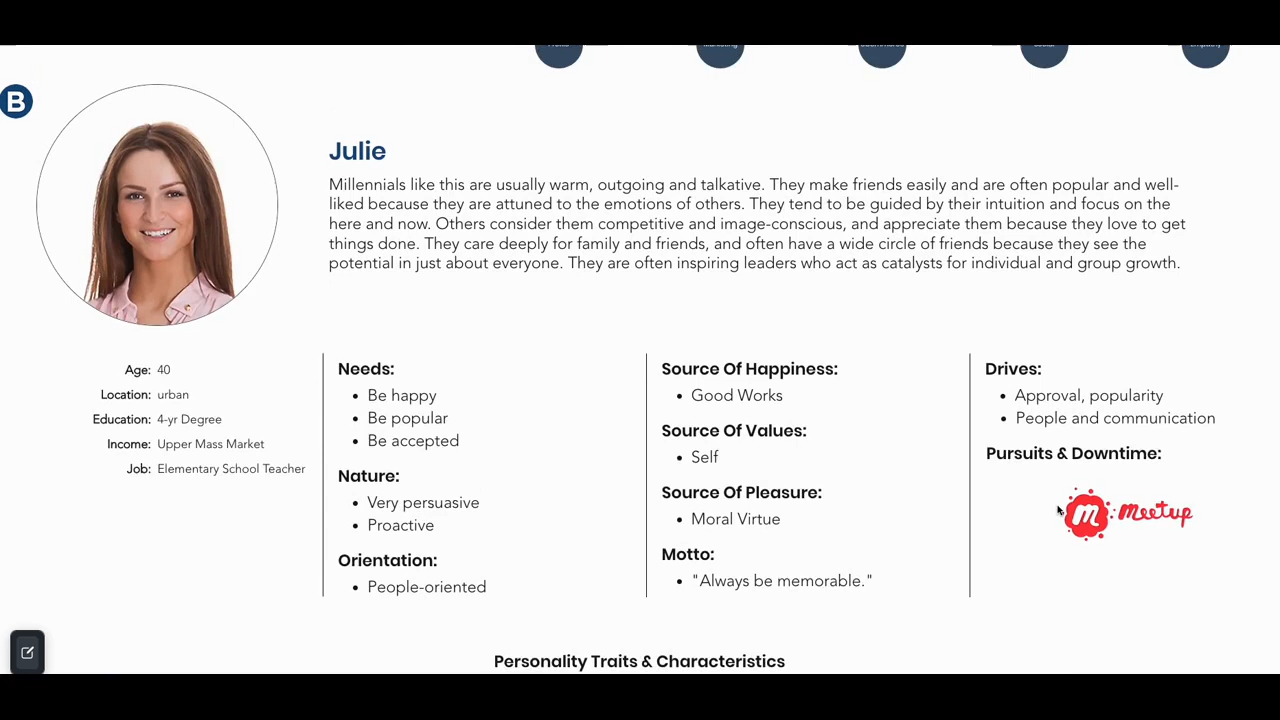 Marketing
B
Julie
Millennials like this are usually warm, outgoing and talkative. They make friends easily and are often popular and well-
liked because they are attuned to the emotions of others. They tend to be guided by their intuition and focus on the
here and now. Others consider them competitive and image-conscious, and appreciate them because they love to get
things done. They care deeply for family and friends, and often have a wide circle of friends because they see the
potential in just about everyone. They are often inspiring leaders who act as catalysts for individual and group growth.
Age: 40
Location: urban
Education: 4-yr Degree
Income: Upper Mass Market
Job: Elementary School Teacher
Needs:
• Be happy
• Be popular
• Be accepted
Nature:
• Very persuasive
• Proactive
Orientation:
• People-oriented
Source Of Happiness:
• Good Works
Source Of Values:
• Self
Source Of Pleasure:
• Moral Virtue
Motto:
• "Always be memorable."
Drives:
• Approval, popularity
• People and communication
Pursuits & Downtime:
m meetup
Personality Traits & Characteristics